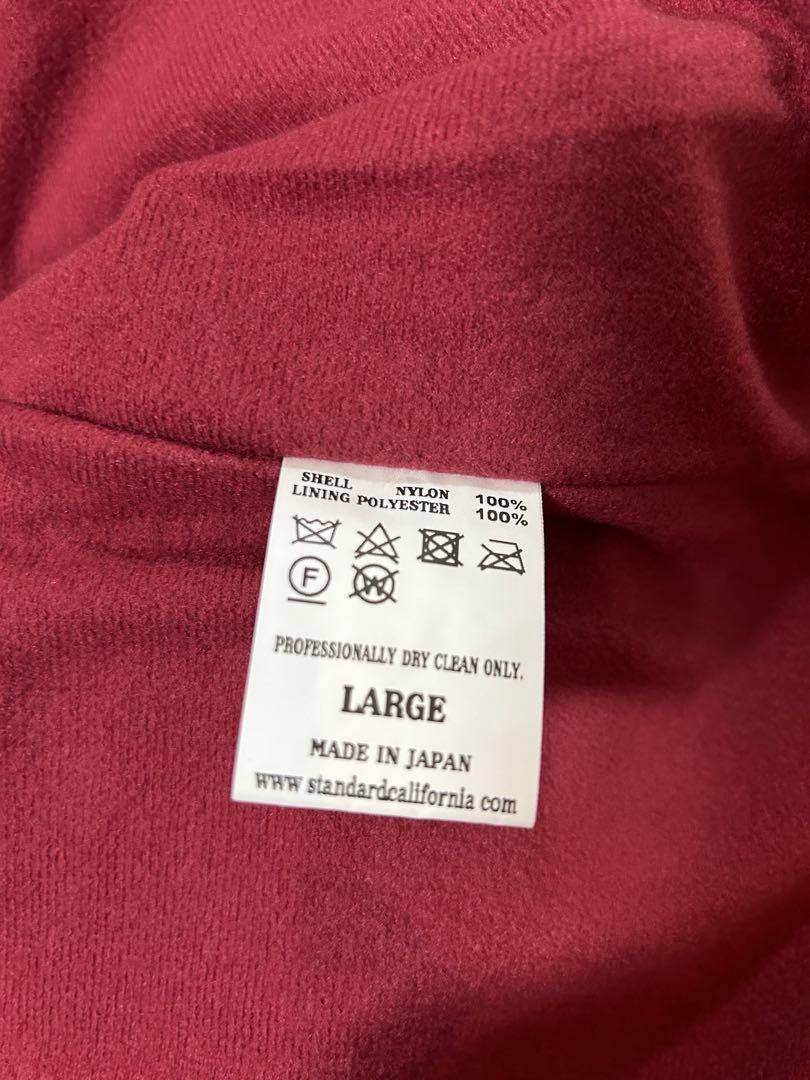 SHELL NYLON 100%
LINING POLYESTER 100%
F W
PROFESSIONALLY DRY CLEAN ONLY.
LARGE
MADE IN JAPAN
www.standardcalifornia com